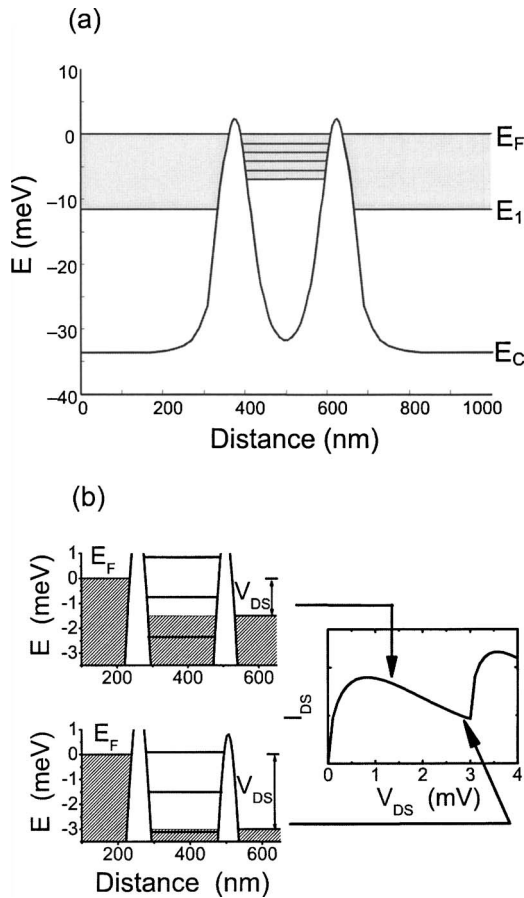 (a)
10
0
−10
−20
−30
−40
E (meV)
E_F
E_1
E_C
0 200 400 600 800 1000
Distance (nm)
(b)
1
0
-1
-2
-3
E (meV)
E_F
V_DS
200 400 600
1
0
-1
-2
-3
E (meV)
E_F
V_DS
200 400 600
Distance (nm)
I_DS
0 1 2 3 4
V_DS (mV)